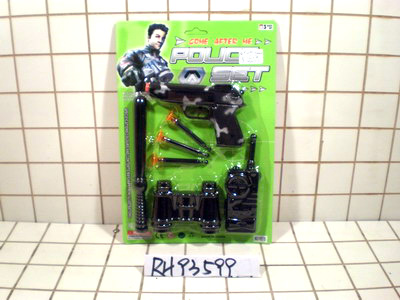 COME AFTER ME
POLICE
SET
RH93599